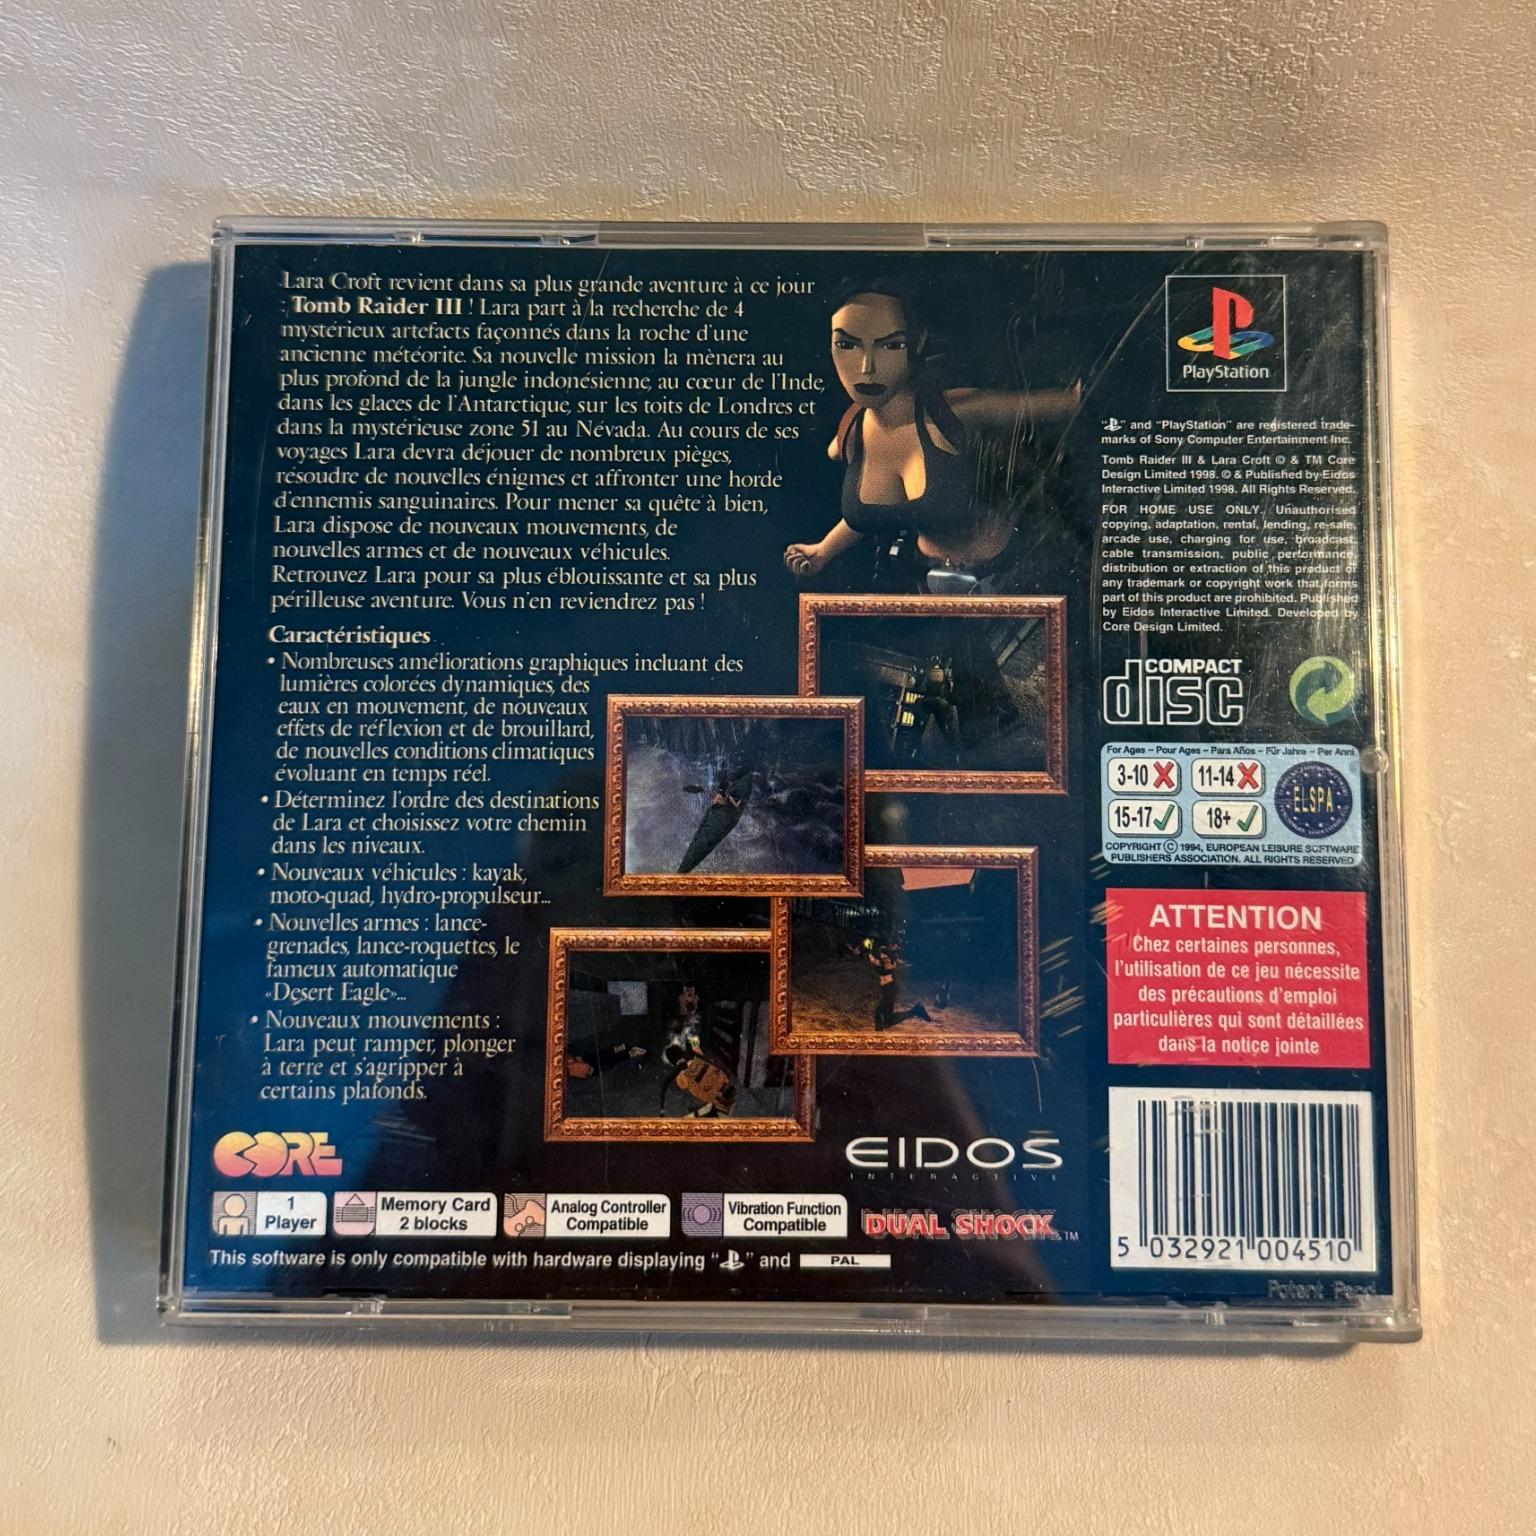 Lara Croft revient dans sa plus grande aventure à ce jour
: Tomb Raider III ! Lara part à la recherche de 4
mystérieux artefacts façonnés dans la roche d'une
ancienne météorite. Sa nouvelle mission la mènera au
plus profond de la jungle indonésienne, au cœur de l'Inde,
dans les glaces de l'Antarctique, sur les toits de Londres et
dans la mystérieuse zone 51 au Névada. Au cours de ses
voyages Lara devra déjouer de nombreux pièges,
résoudre de nouvelles énigmes et affronter une horde
d'ennemis sanguinaires. Pour mener sa quête à bien,
Lara dispose de nouveaux mouvements, de
nouvelles armes et de nouveaux véhicules.
Retrouvez Lara pour sa plus éblouissante et sa plus
périlleuse aventure. Vous n'en reviendrez pas !
Caractéristiques
• Nombreuses améliorations graphiques incluant des
lumières colorées dynamiques, des
eaux en mouvement, de nouveaux
effets de réflexion et de brouillard,
de nouvelles conditions climatiques
évoluant en temps réel.
• Déterminez l'ordre des destinations
de Lara et choisissez votre chemin
dans les niveaux.
• Nouveaux véhicules : kayak,
moto-quad, hydro-propulseur...
• Nouvelles armes : lance-
grenades, lance-roquettes, le
fameux automatique
«Desert Eagle»...
• Nouveaux mouvements :
Lara peut ramper, plonger
à terre et s'agripper à
certains plafonds.
CORE
EIDOS
INTERACTIVE
1
Player
Memory Card
2 blocks
Analog Controller
Compatible
Vibration Function
Compatible
DUAL SHOCK™
This software is only compatible with hardware displaying " " and PAL
PlayStation
" " and "PlayStation" are registered trade-
marks of Sony Computer Entertainment Inc.
Tomb Raider III & Lara Croft © & TM Core
Design Limited 1998. © & Published by Eidos
Interactive Limited 1998. All Rights Reserved.
FOR HOME USE ONLY. Unauthorised
copying, adaptation, rental, lending, re-sale,
arcade use, charging for use, broadcast,
cable transmission, public performance,
distribution or extraction of this product or
any trademark or copyright work that forms
part of this product are prohibited. Published
by Eidos Interactive Limited. Developed by
Core Design Limited.
COMPACT
disc
For Ages – Pour Ages – Para Años – Für Jahre – Per Anni
3-10 11-14
15-17 18+
ELSPA
COPYRIGHT © 1994, EUROPEAN LEISURE SOFTWARE
PUBLISHERS ASSOCIATION. ALL RIGHTS RESERVED
ATTENTION
Chez certaines personnes,
l'utilisation de ce jeu nécessite
des précautions d'emploi
particulières qui sont détaillées
dans la notice jointe
5 032921 004510
Patent Pend